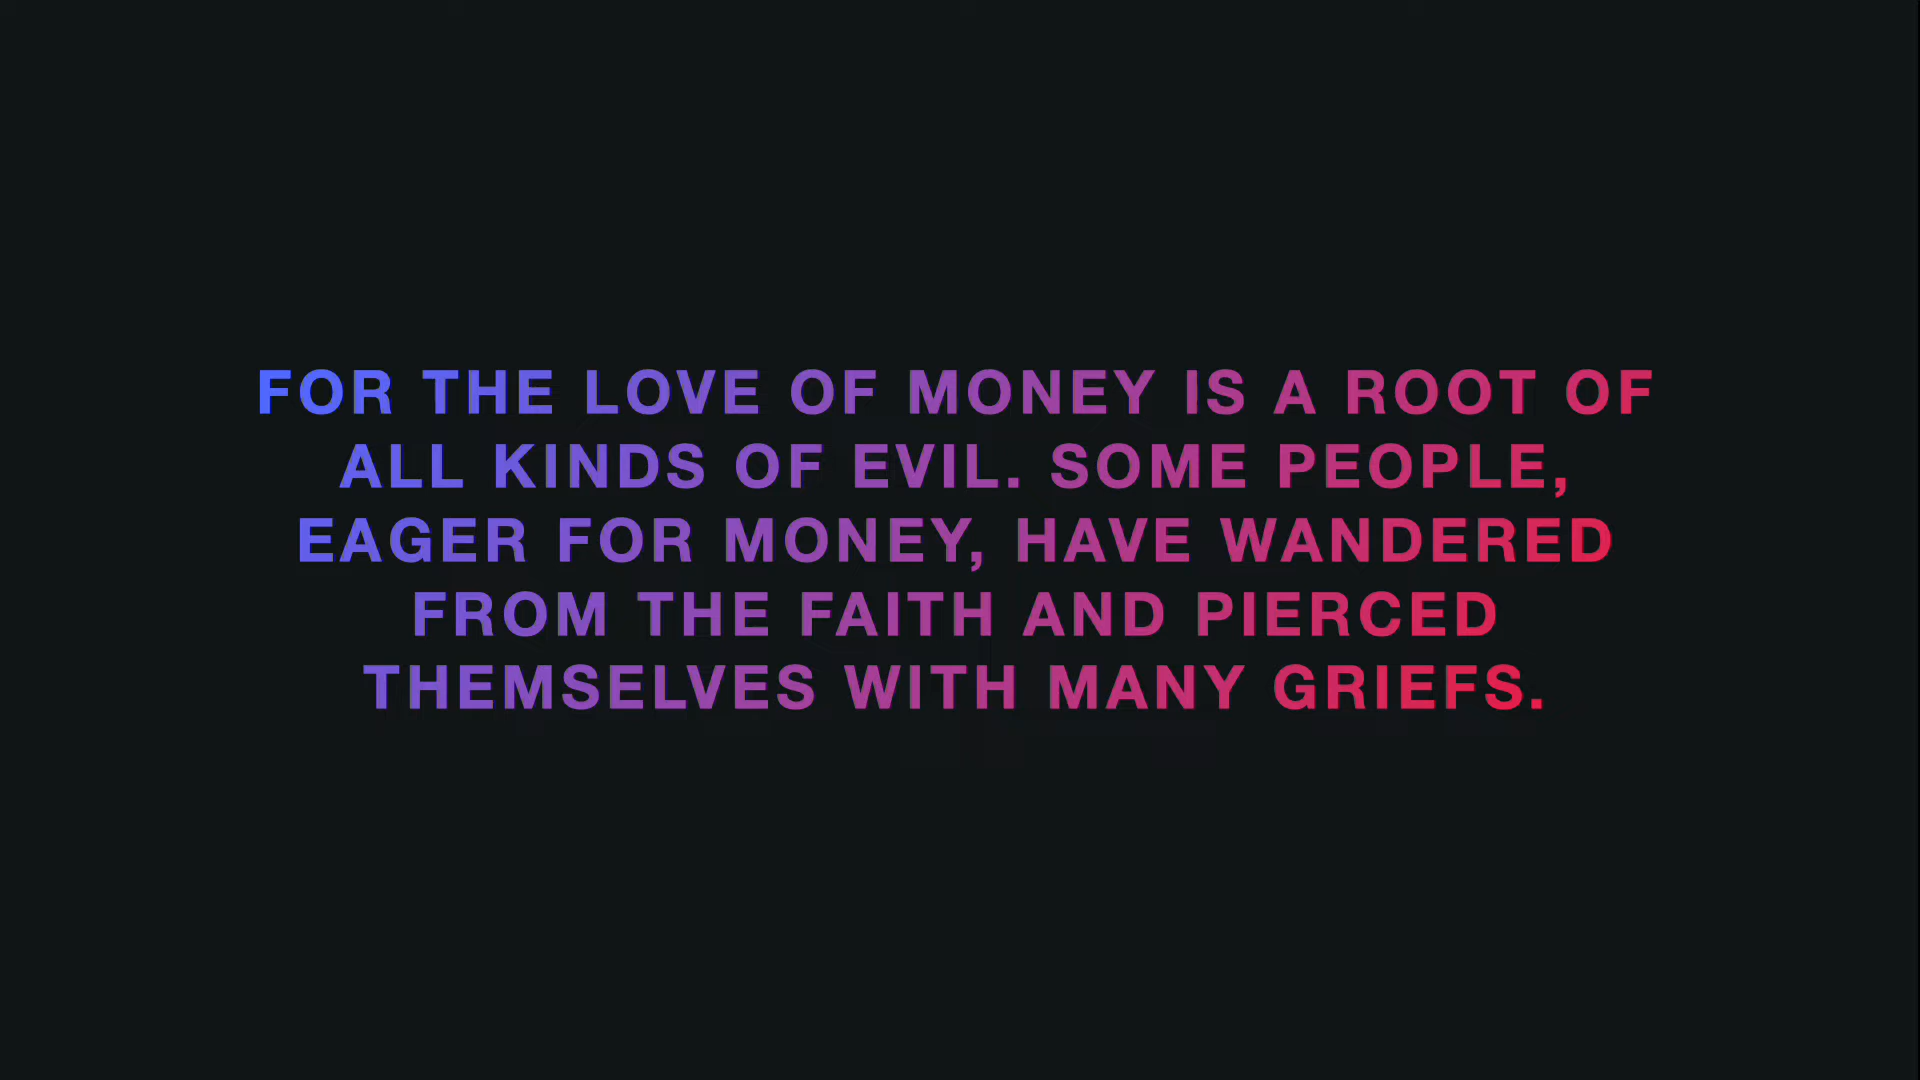 FOR THE LOVE OF MONEY IS A ROOT OF
ALL KINDS OF EVIL. SOME PEOPLE,
EAGER FOR MONEY, HAVE WANDERED
FROM THE FAITH AND PIERCED
THEMSELVES WITH MANY GRIEFS.